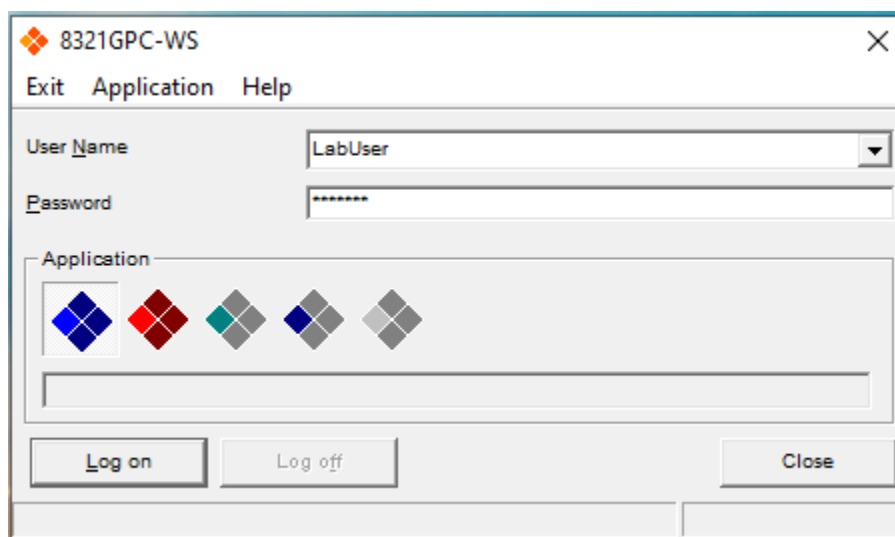 8321GPC-WS
Exit Application Help
User Name LabUser
Password *******
Application
Log on Log off Close